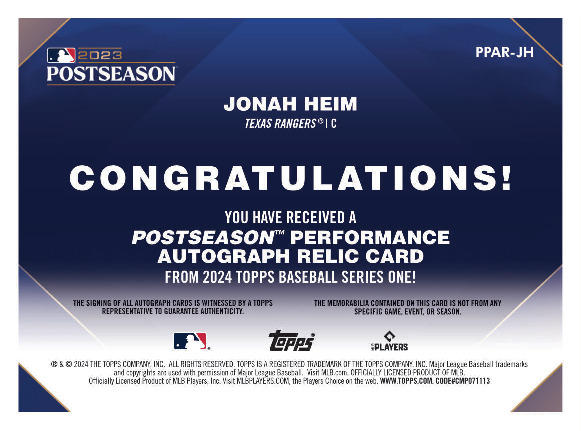 2023
POSTSEASON
PPAR-JH
JONAH HEIM
TEXAS RANGERS® | C
CONGRATULATIONS!
YOU HAVE RECEIVED A
POSTSEASON™ PERFORMANCE
AUTOGRAPH RELIC CARD
FROM 2024 TOPPS BASEBALL SERIES ONE!
THE SIGNING OF ALL AUTOGRAPH CARDS IS WITNESSED BY A TOPPS
REPRESENTATIVE TO GUARANTEE AUTHENTICITY.
THE MEMORABILIA CONTAINED ON THIS CARD IS NOT FROM ANY
SPECIFIC GAME, EVENT, OR SEASON.
topps
PLAYERS
® & © 2024 THE TOPPS COMPANY, INC. ALL RIGHTS RESERVED. TOPPS IS A REGISTERED TRADEMARK OF THE TOPPS COMPANY, INC. Major League Baseball trademarks
and copyrights are used with permission of Major League Baseball. Visit MLB.com. OFFICIALLY LICENSED PRODUCT OF MLB.
Officially Licensed Product of MLB Players, Inc. Visit MLBPLAYERS.COM, the Players Choice on the web. WWW.TOPPS.COM. CODE#CMP071113